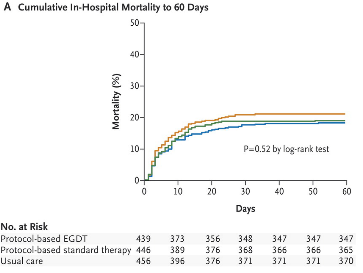 A Cumulative In-Hospital Mortality to 60 Days
50
40
30
20
10
0
Mortality (%)
P=0.52 by log-rank test
0 10 20 30 40 50 60
Days
No. at Risk
Protocol-based EGDT 439 373 356 348 347 347 347
Protocol-based standard therapy 446 389 376 368 366 366 365
Usual care 456 396 376 371 371 371 370